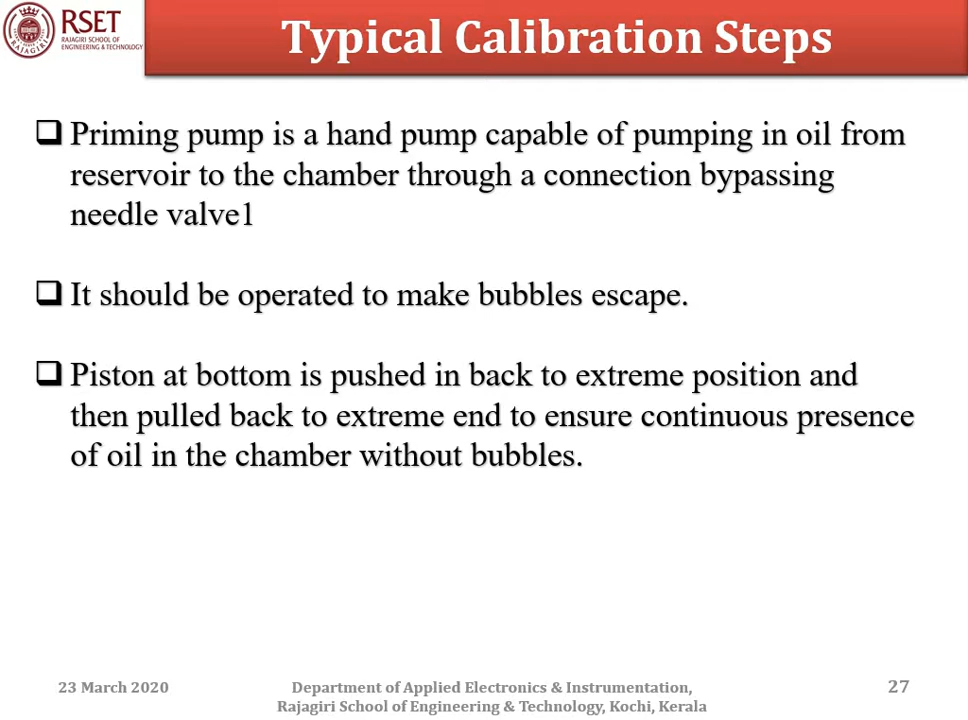 RSET
RAJAGIRI SCHOOL OF
ENGINEERING & TECHNOLOGY
RAJAGIRI
Typical Calibration Steps
Priming pump is a hand pump capable of pumping in oil from
reservoir to the chamber through a connection bypassing
needle valve1
It should be operated to make bubbles escape.
Piston at bottom is pushed in back to extreme position and
then pulled back to extreme end to ensure continuous presence
of oil in the chamber without bubbles.
23 March 2020
Department of Applied Electronics & Instrumentation,
Rajagiri School of Engineering & Technology, Kochi, Kerala
27